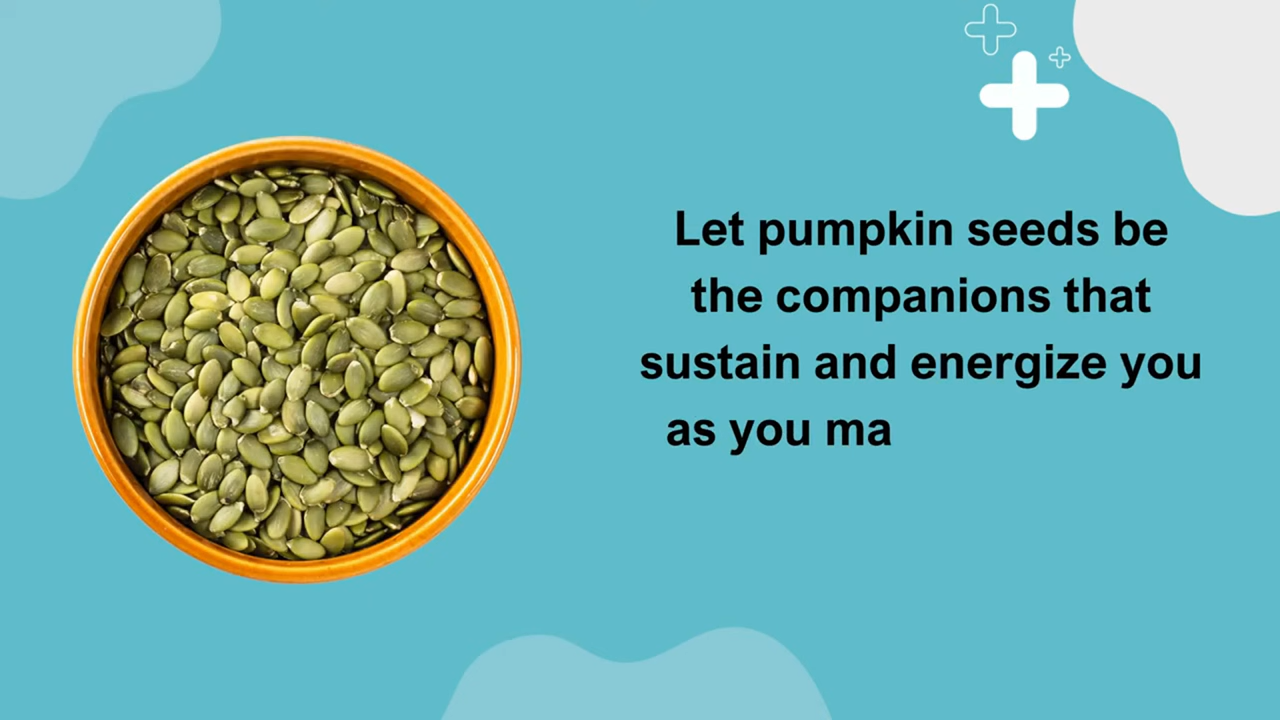 Let pumpkin seeds be
the companions that
sustain and energize you
as you ma